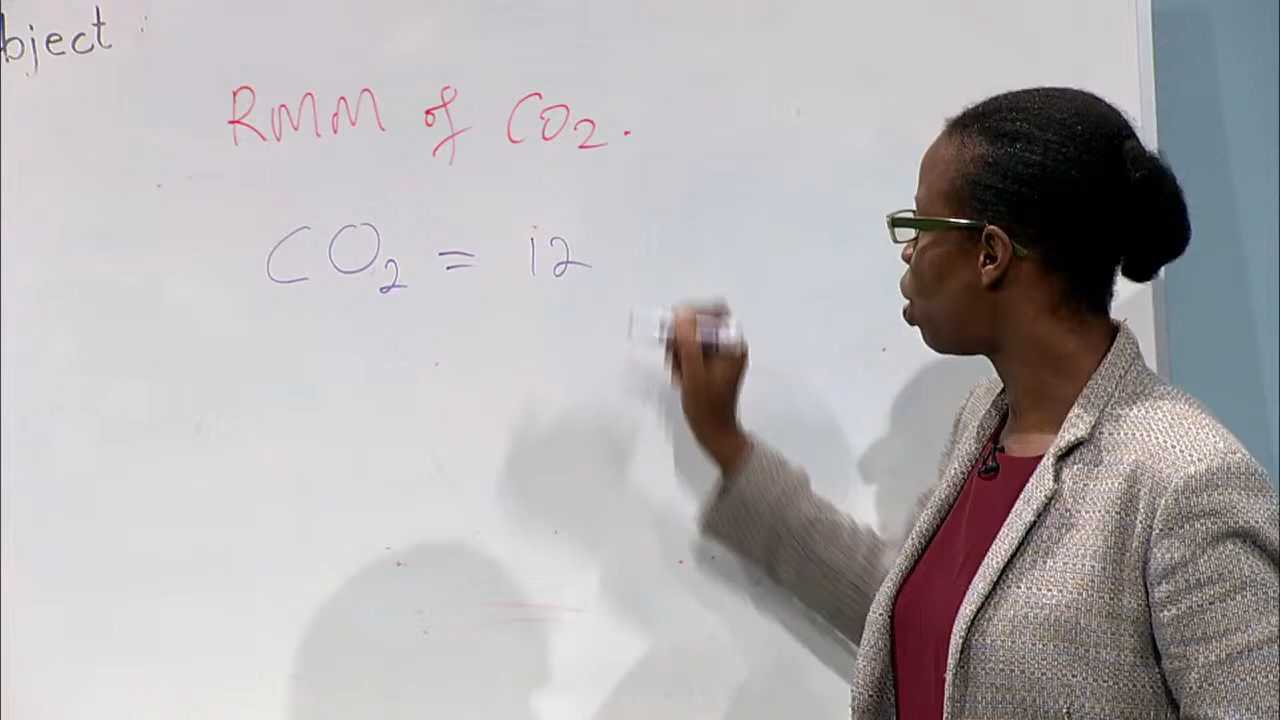 bject :
RMM of CO2.
CO2 = 12